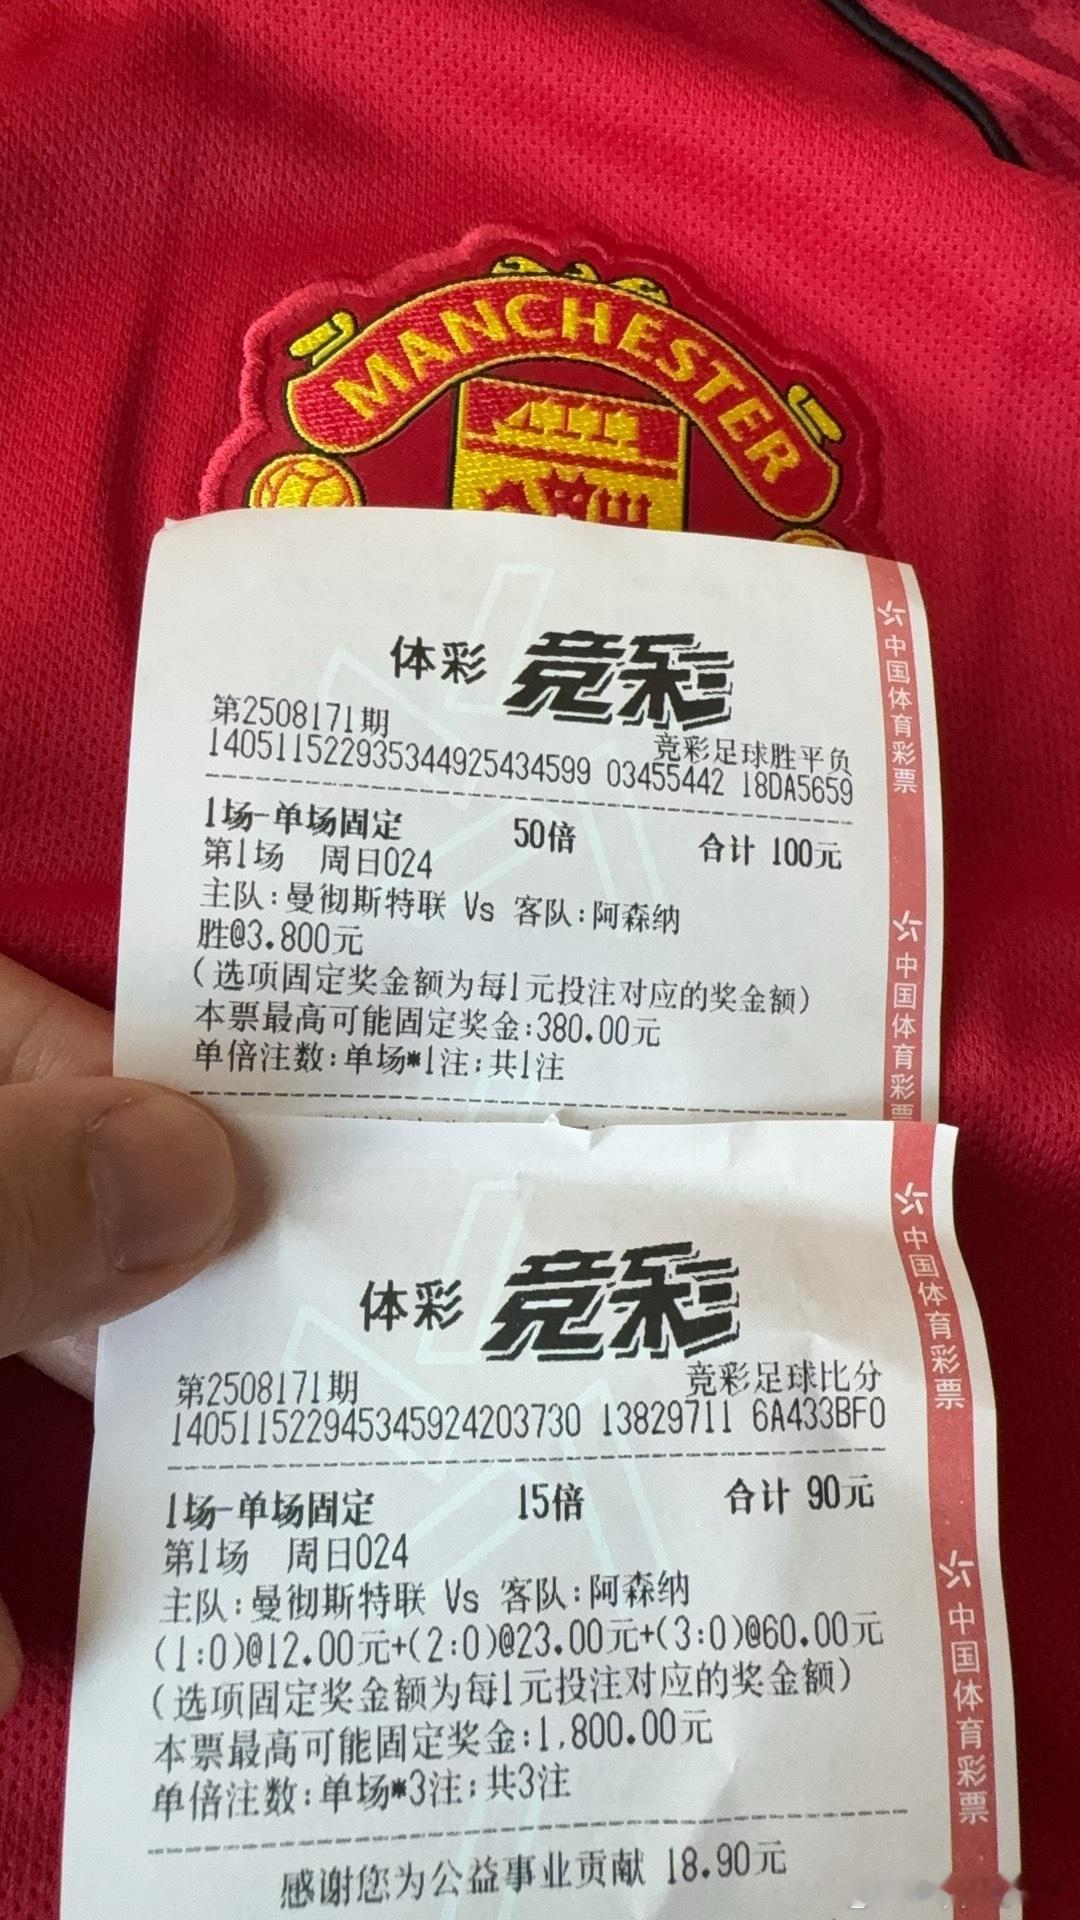 MANCHESTER
体彩 竞彩
第2508171期
竞彩足球胜平负
140511522935344925434599 03455442 18DA5659
1场-单场固定 50倍 合计 100元
第1场 周日024
主队:曼彻斯特联 Vs 客队:阿森纳
胜@3.800元
(选项固定奖金额为每1元投注对应的奖金额)
本票最高可能固定奖金:380.00元
单倍注数:单场*1注;共1注
中国体育彩票
中国体育彩票
体彩 竞彩
第2508171期
竞彩足球比分
140511522945345924203730 13829711 6A433BF0
1场-单场固定 15倍 合计 90元
第1场 周日024
主队:曼彻斯特联 Vs 客队:阿森纳
(1:0)@12.00元+(2:0)@23.00元+(3:0)@60.00元
(选项固定奖金额为每1元投注对应的奖金额)
本票最高可能固定奖金:1,800.00元
单倍注数:单场*3注;共3注
感谢您为公益事业贡献 18.90元
中国体育彩票
中国体育彩票